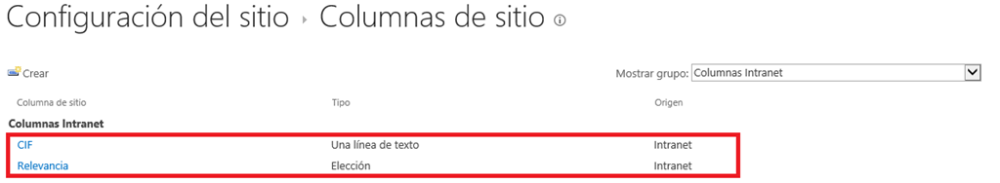 Configuración del sitio › Columnas de sitio
Crear
Mostrar grupo: Columnas Intranet
Columna de sitio Tipo Origen
Columnas Intranet
CIF Una línea de texto Intranet
Relevancia Elección Intranet